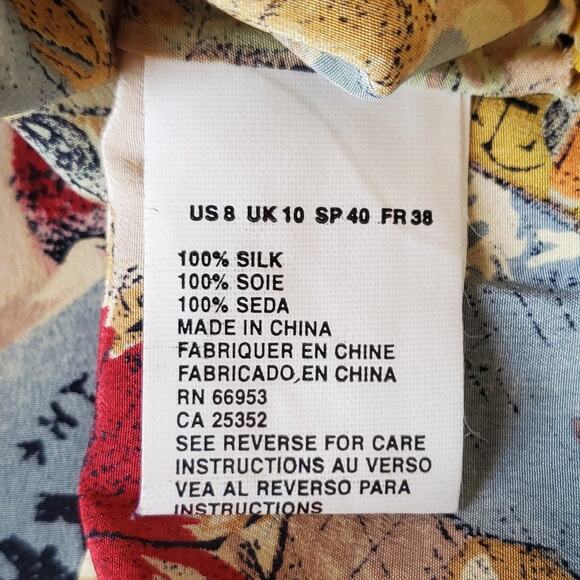 US 8 UK 10 SP 40 FR 38
100% SILK
100% SOIE
100% SEDA
MADE IN CHINA
FABRIQUER EN CHINE
FABRICADO EN CHINA
RN 66953
CA 25352
SEE REVERSE FOR CARE
INSTRUCTIONS AU VERSO
VEA AL REVERSO PARA
INSTRUCTIONS